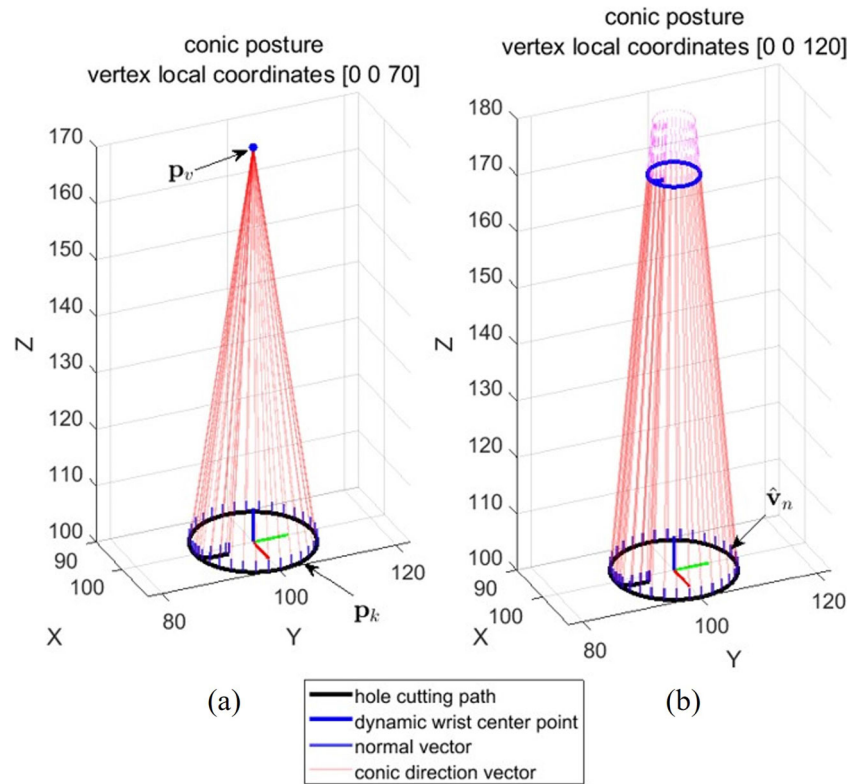 conic posture
vertex local coordinates [0 0 70]
170
160
150
140
130
120
110
100
Z
90
100
X
80
100
120
Y
p_v
p_k
(a)
conic posture
vertex local coordinates [0 0 120]
180
170
160
150
140
130
120
110
100
Z
90
100
X
80
100
120
Y
v̂_n
(b)
hole cutting path
dynamic wrist center point
normal vector
conic direction vector